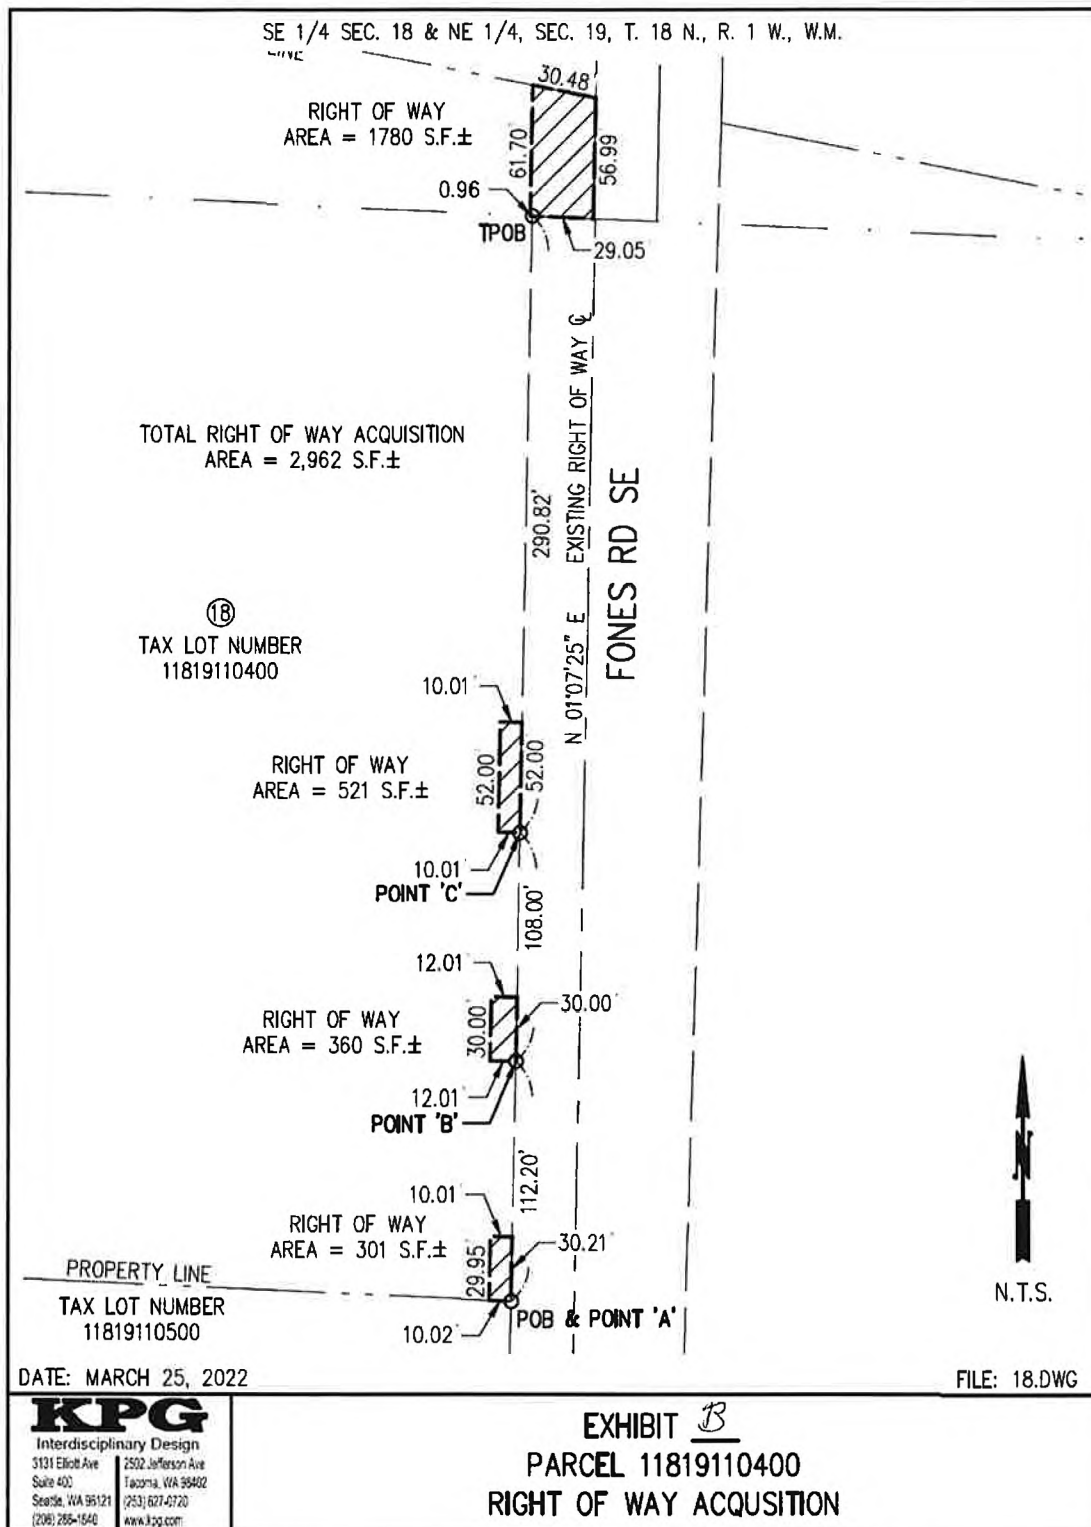 SE 1/4 SEC. 18 & NE 1/4, SEC. 19, T. 18 N., R. 1 W., W.M.
LINE
30.48'
RIGHT OF WAY
AREA = 1780 S.F.±
61.70'
56.99'
0.96'
TPOB
29.05'
EXISTING RIGHT OF WAY ℄
N 01°07'25" E
TOTAL RIGHT OF WAY ACQUISITION
AREA = 2,962 S.F.±
290.82'
FONES RD SE
18
TAX LOT NUMBER
11819110400
10.01'
RIGHT OF WAY
AREA = 521 S.F.±
52.00'
52.00'
10.01'
POINT 'C'
108.00'
12.01'
30.00'
RIGHT OF WAY
AREA = 360 S.F.±
30.00'
12.01'
POINT 'B'
112.20'
10.01'
RIGHT OF WAY
AREA = 301 S.F.±
29.95'
30.21'
PROPERTY LINE
TAX LOT NUMBER
11819110500
10.02'
POB & POINT 'A'
N
N.T.S.
DATE: MARCH 25, 2022
FILE: 18.DWG
KPG
Interdisciplinary Design
3131 Elliott Ave
Suite 400
Seattle, WA 98121
(206) 286-1640
2502 Jefferson Ave
Tacoma, WA 98402
(253) 627-0720
www.kpg.com
EXHIBIT B
PARCEL 11819110400
RIGHT OF WAY ACQUSITION